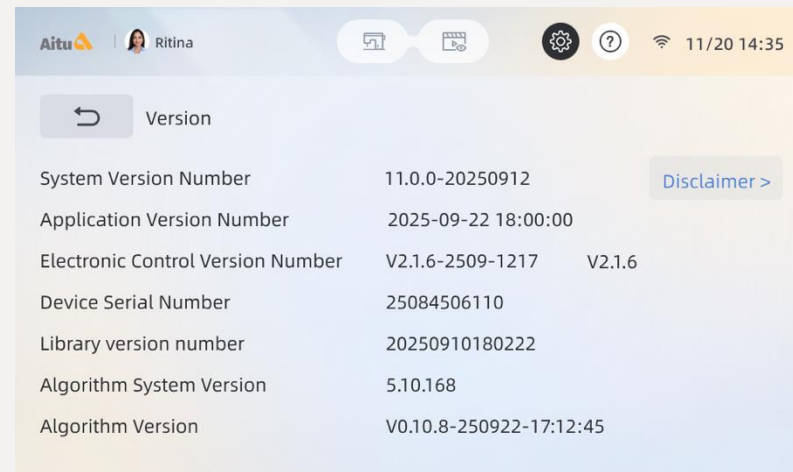 Aitu Ritina 11/20 14:35
Version
System Version Number 11.0.0-20250912 Disclaimer >
Application Version Number 2025-09-22 18:00:00
Electronic Control Version Number V2.1.6-2509-1217 V2.1.6
Device Serial Number 25084506110
Library version number 20250910180222
Algorithm System Version 5.10.168
Algorithm Version V0.10.8-250922-17:12:45